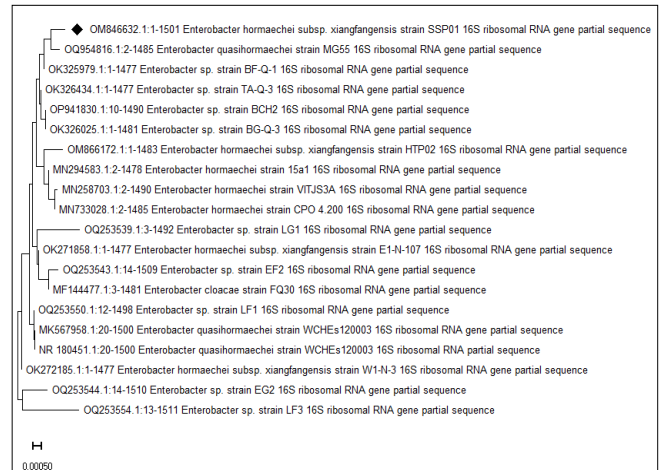 OM846632.1:1-1501 Enterobacter hormaechei subsp. xiangfangensis strain SSP01 16S ribosomal RNA gene partial sequence
OQ954816.1:2-1485 Enterobacter quasihormaechei strain MG55 16S ribosomal RNA gene partial sequence
OK325979.1:1-1477 Enterobacter sp. strain BF-Q-1 16S ribosomal RNA gene partial sequence
OK326434.1:1-1477 Enterobacter sp. strain TA-Q-3 16S ribosomal RNA gene partial sequence
OP941830.1:10-1490 Enterobacter sp. strain BCH2 16S ribosomal RNA gene partial sequence
OK326025.1:1-1481 Enterobacter sp. strain BG-Q-3 16S ribosomal RNA gene partial sequence
OM866172.1:1-1483 Enterobacter hormaechei subsp. xiangfangensis strain HTP02 16S ribosomal RNA gene partial sequence
MN294583.1:2-1478 Enterobacter hormaechei strain 15a1 16S ribosomal RNA gene partial sequence
MN258703.1:2-1490 Enterobacter hormaechei strain VITJS3A 16S ribosomal RNA gene partial sequence
MN733028.1:2-1485 Enterobacter hormaechei strain CPO 4.200 16S ribosomal RNA gene partial sequence
OQ253539.1:3-1492 Enterobacter sp. strain LG1 16S ribosomal RNA gene partial sequence
OK271858.1:1-1477 Enterobacter hormaechei subsp. xiangfangensis strain E1-N-107 16S ribosomal RNA gene partial sequence
OQ253543.1:14-1509 Enterobacter sp. strain EF2 16S ribosomal RNA gene partial sequence
MF144477.1:3-1481 Enterobacter cloacae strain FQ30 16S ribosomal RNA gene partial sequence
OQ253550.1:12-1498 Enterobacter sp. strain LF1 16S ribosomal RNA gene partial sequence
MK567958.1:20-1500 Enterobacter quasihormaechei strain WCHEs120003 16S ribosomal RNA gene partial sequence
NR 180451.1:20-1500 Enterobacter quasihormaechei strain WCHEs120003 16S ribosomal RNA gene partial sequence
OK272185.1:1-1477 Enterobacter hormaechei subsp. xiangfangensis strain W1-N-3 16S ribosomal RNA gene partial sequence
OQ253544.1:14-1510 Enterobacter sp. strain EG2 16S ribosomal RNA gene partial sequence
OQ253554.1:13-1511 Enterobacter sp. strain LF3 16S ribosomal RNA gene partial sequence
0.00050